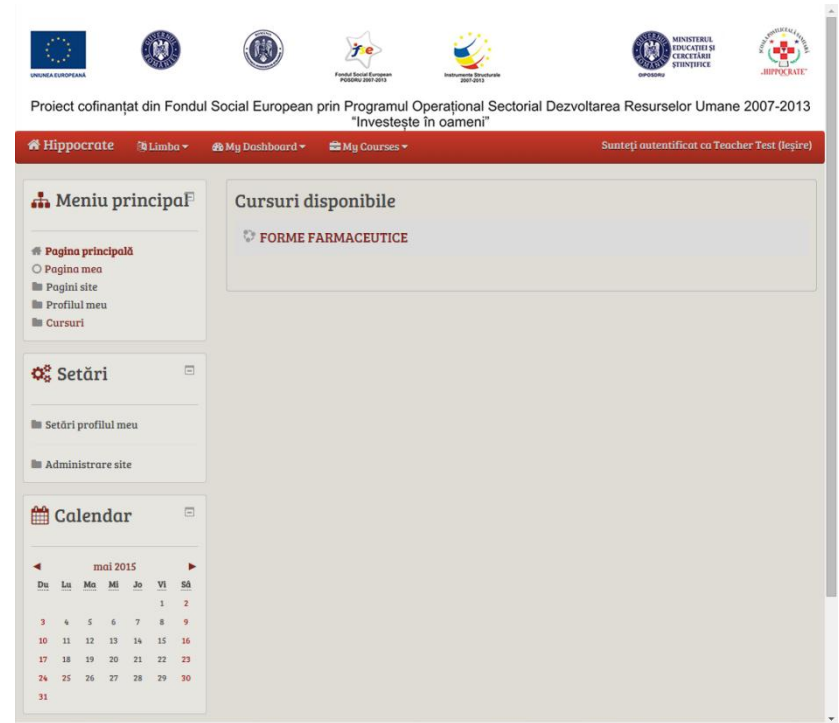 UNIUNEA EUROPEANĂ
fse
Fondul Social European
POSDRU 2007-2013
Instrumente Structurale
2007-2013
OIPOSDRU
MINISTERUL
EDUCAȚIEI ȘI
CERCETĂRII
ȘTIINȚIFICE
"HIPPOCRATE"
Proiect cofinanțat din Fondul Social European prin Programul Operațional Sectorial Dezvoltarea Resurselor Umane 2007-2013
“Investește în oameni”
Hippocrate Limba My Dashboard My Courses Sunteţi autentificat ca Teacher Test (Ieşire)
Meniu principal
Pagina principală
Pagina mea
Pagini site
Profilul meu
Cursuri
Cursuri disponibile
FORME FARMACEUTICE
Setări
Setări profilul meu
Administrare site
Calendar
◄ mai 2015 ►
Du Lu Ma Mi Jo Vi Sâ
1 2
3 4 5 6 7 8 9
10 11 12 13 14 15 16
17 18 19 20 21 22 23
24 25 26 27 28 29 30
31